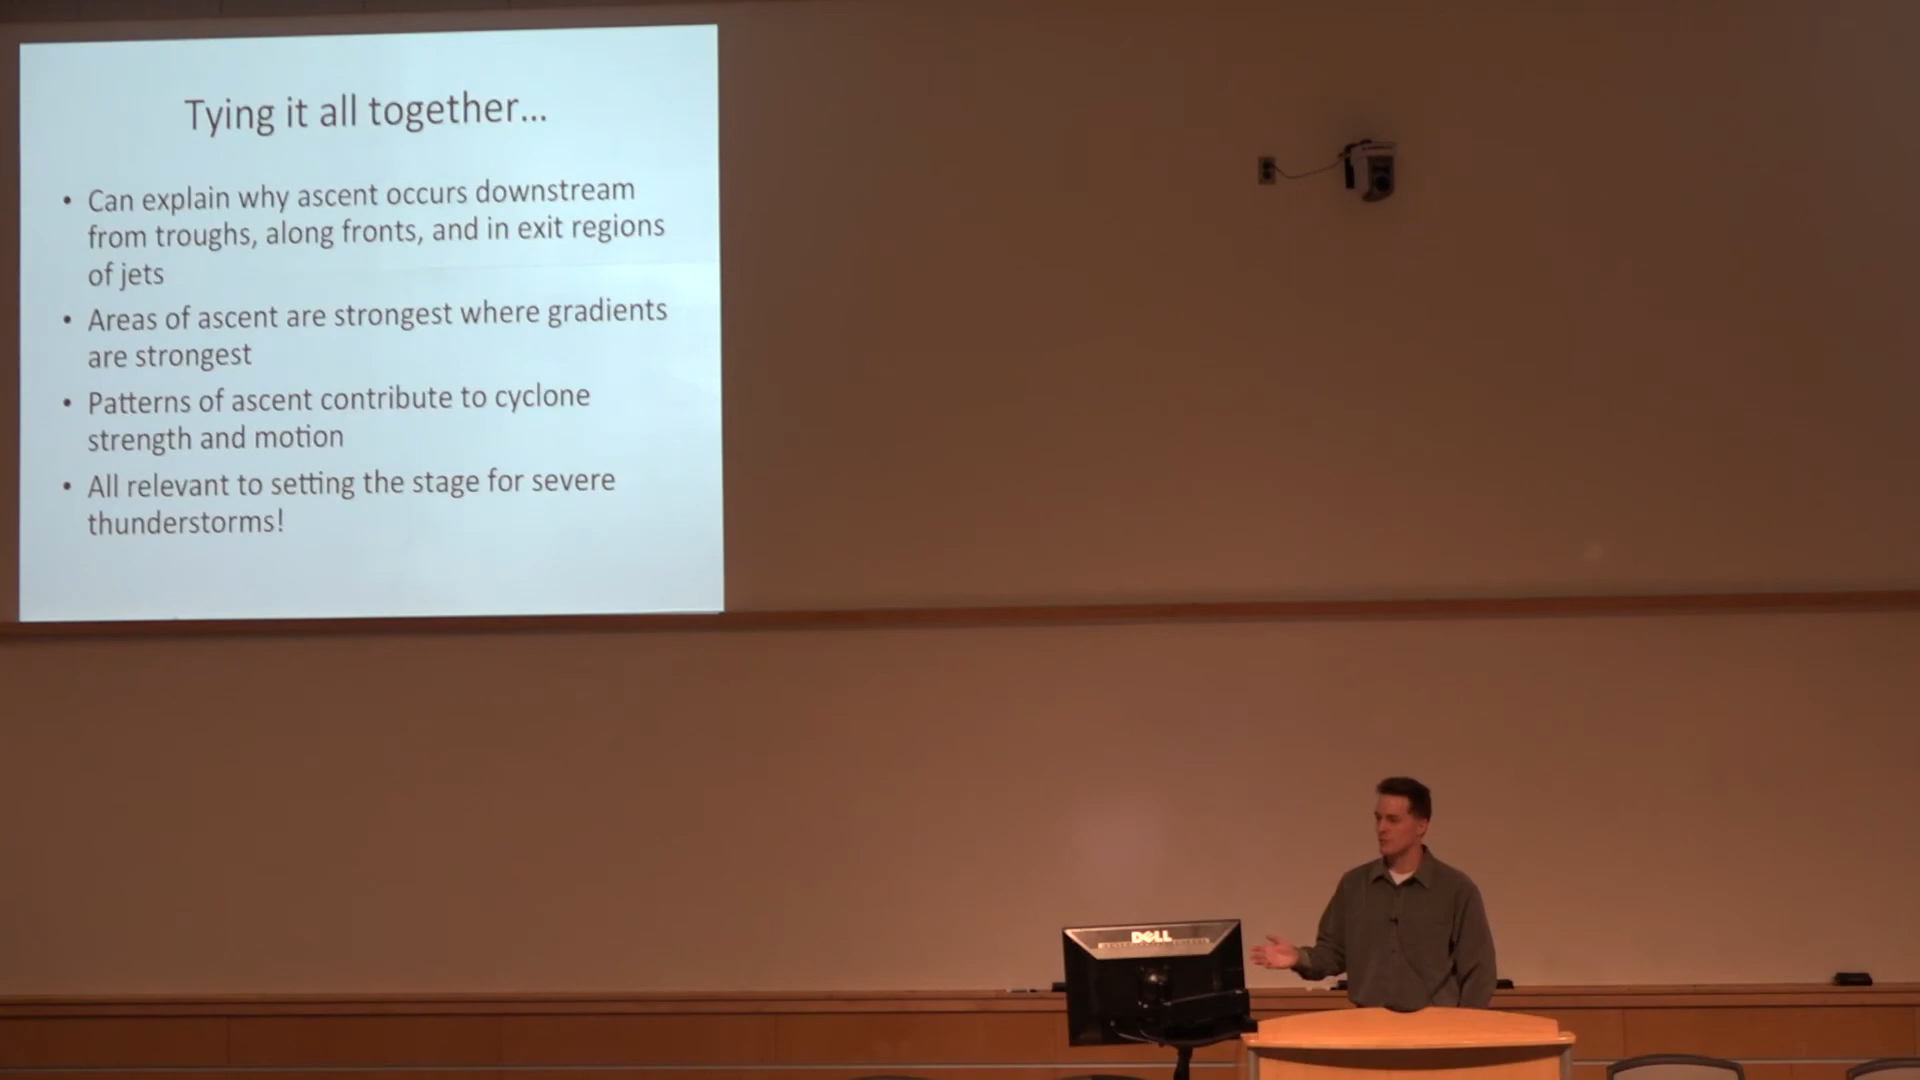 Tying it all together...
• Can explain why ascent occurs downstream
from troughs, along fronts, and in exit regions
of jets
• Areas of ascent are strongest where gradients
are strongest
• Patterns of ascent contribute to cyclone
strength and motion
• All relevant to setting the stage for severe
thunderstorms!
DELL